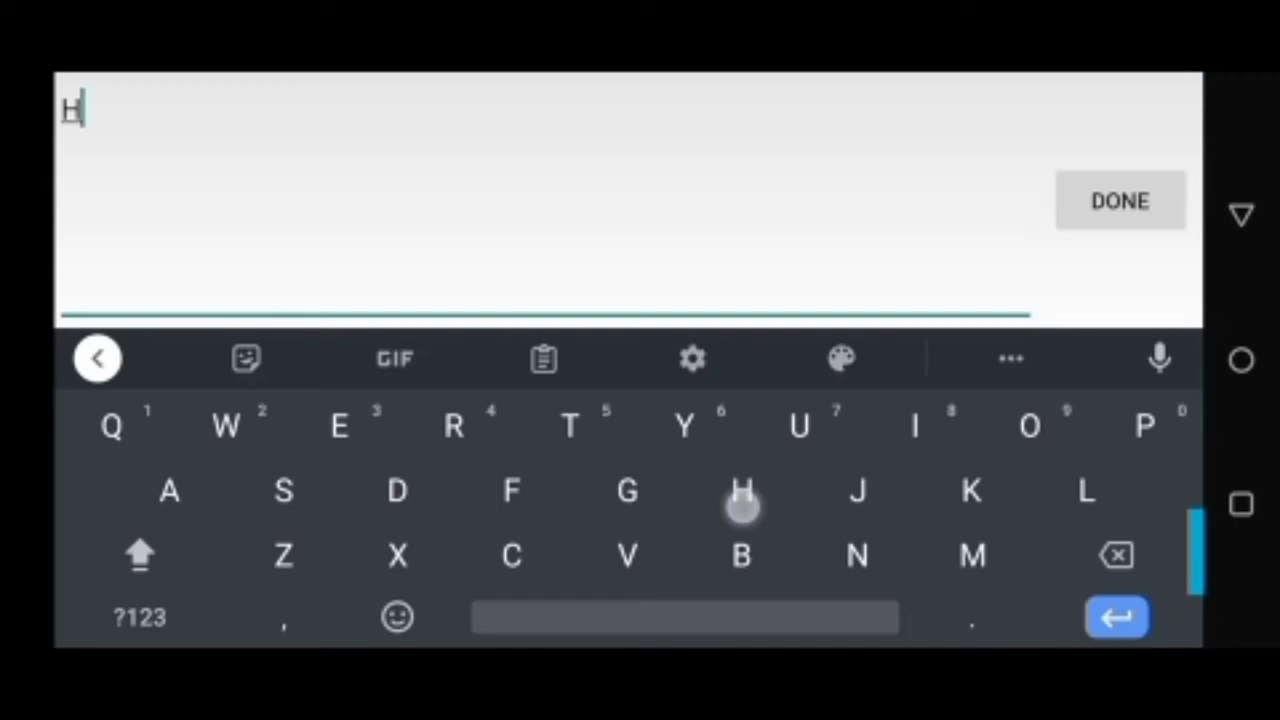 H
DONE
GIF
Q 1 W 2 E 3 R 4 T 5 Y 6 U 7 I 8 O 9 P 0
A S D F G H J K L
Z X C V B N M
?123 , .